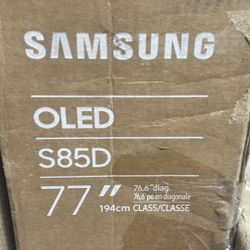 SAMSUNG
OLED
S85D
77"
76.6"diag.
76,6 po en diagonale
194cm CLASS/CLASSE